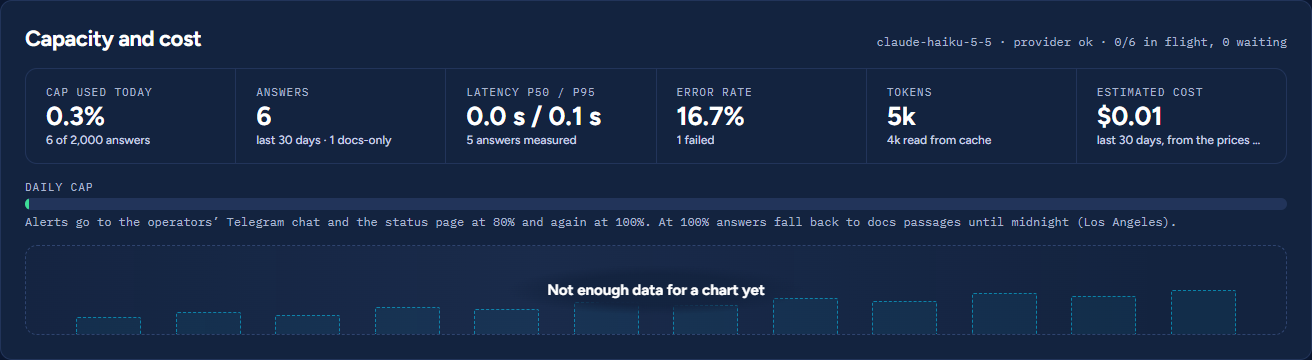 Capacity and cost
claude-haiku-5-5 · provider ok · 0/6 in flight, 0 waiting
CAP USED TODAY
0.3%
6 of 2,000 answers
ANSWERS
6
last 30 days · 1 docs-only
LATENCY P50 / P95
0.0 s / 0.1 s
5 answers measured
ERROR RATE
16.7%
1 failed
TOKENS
5k
4k read from cache
ESTIMATED COST
$0.01
last 30 days, from the prices ...
DAILY CAP
Alerts go to the operators’ Telegram chat and the status page at 80% and again at 100%. At 100% answers fall back to docs passages until midnight (Los Angeles).
Not enough data for a chart yet